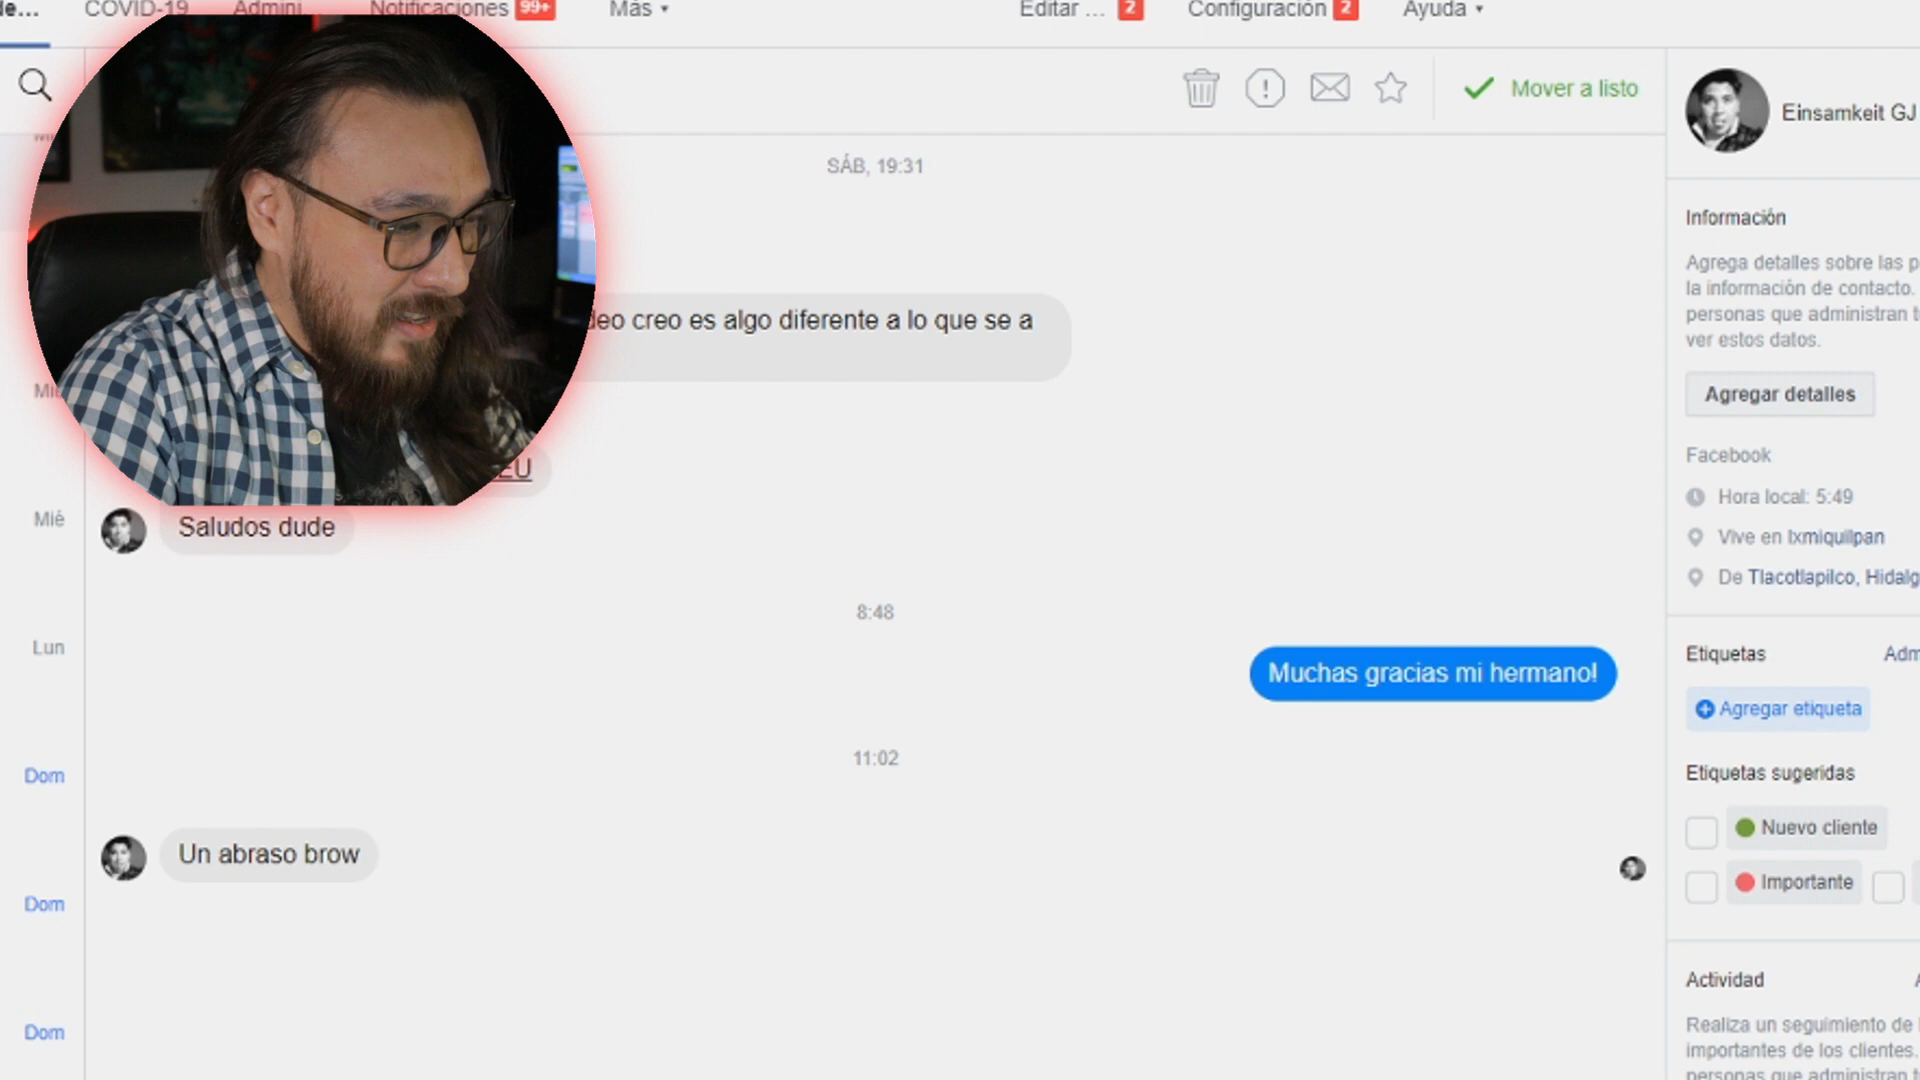 COVID-19 Admini Notificaciones 99+ Más
Editar ... 2 Configuración 2 Ayuda
Mover a listo
Einsamkeit GJ
SÁB, 19:31
deo creo es algo diferente a lo que se a
EU
Mié
Saludos dude
8:48
Lun
Muchas gracias mi hermano!
11:02
Dom
Un abraso brow
Dom
Dom
Información
Agrega detalles sobre las p
la información de contacto.
personas que administran t
ver estos datos.
Agregar detalles
Facebook
Hora local: 5:49
Vive en Ixmiquilpan
De Tlacotlapilco, Hidalg
Etiquetas Adm
Agregar etiqueta
Etiquetas sugeridas
Nuevo cliente
Importante
Actividad
Realiza un seguimiento de
importantes de los clientes.
personas que administran t